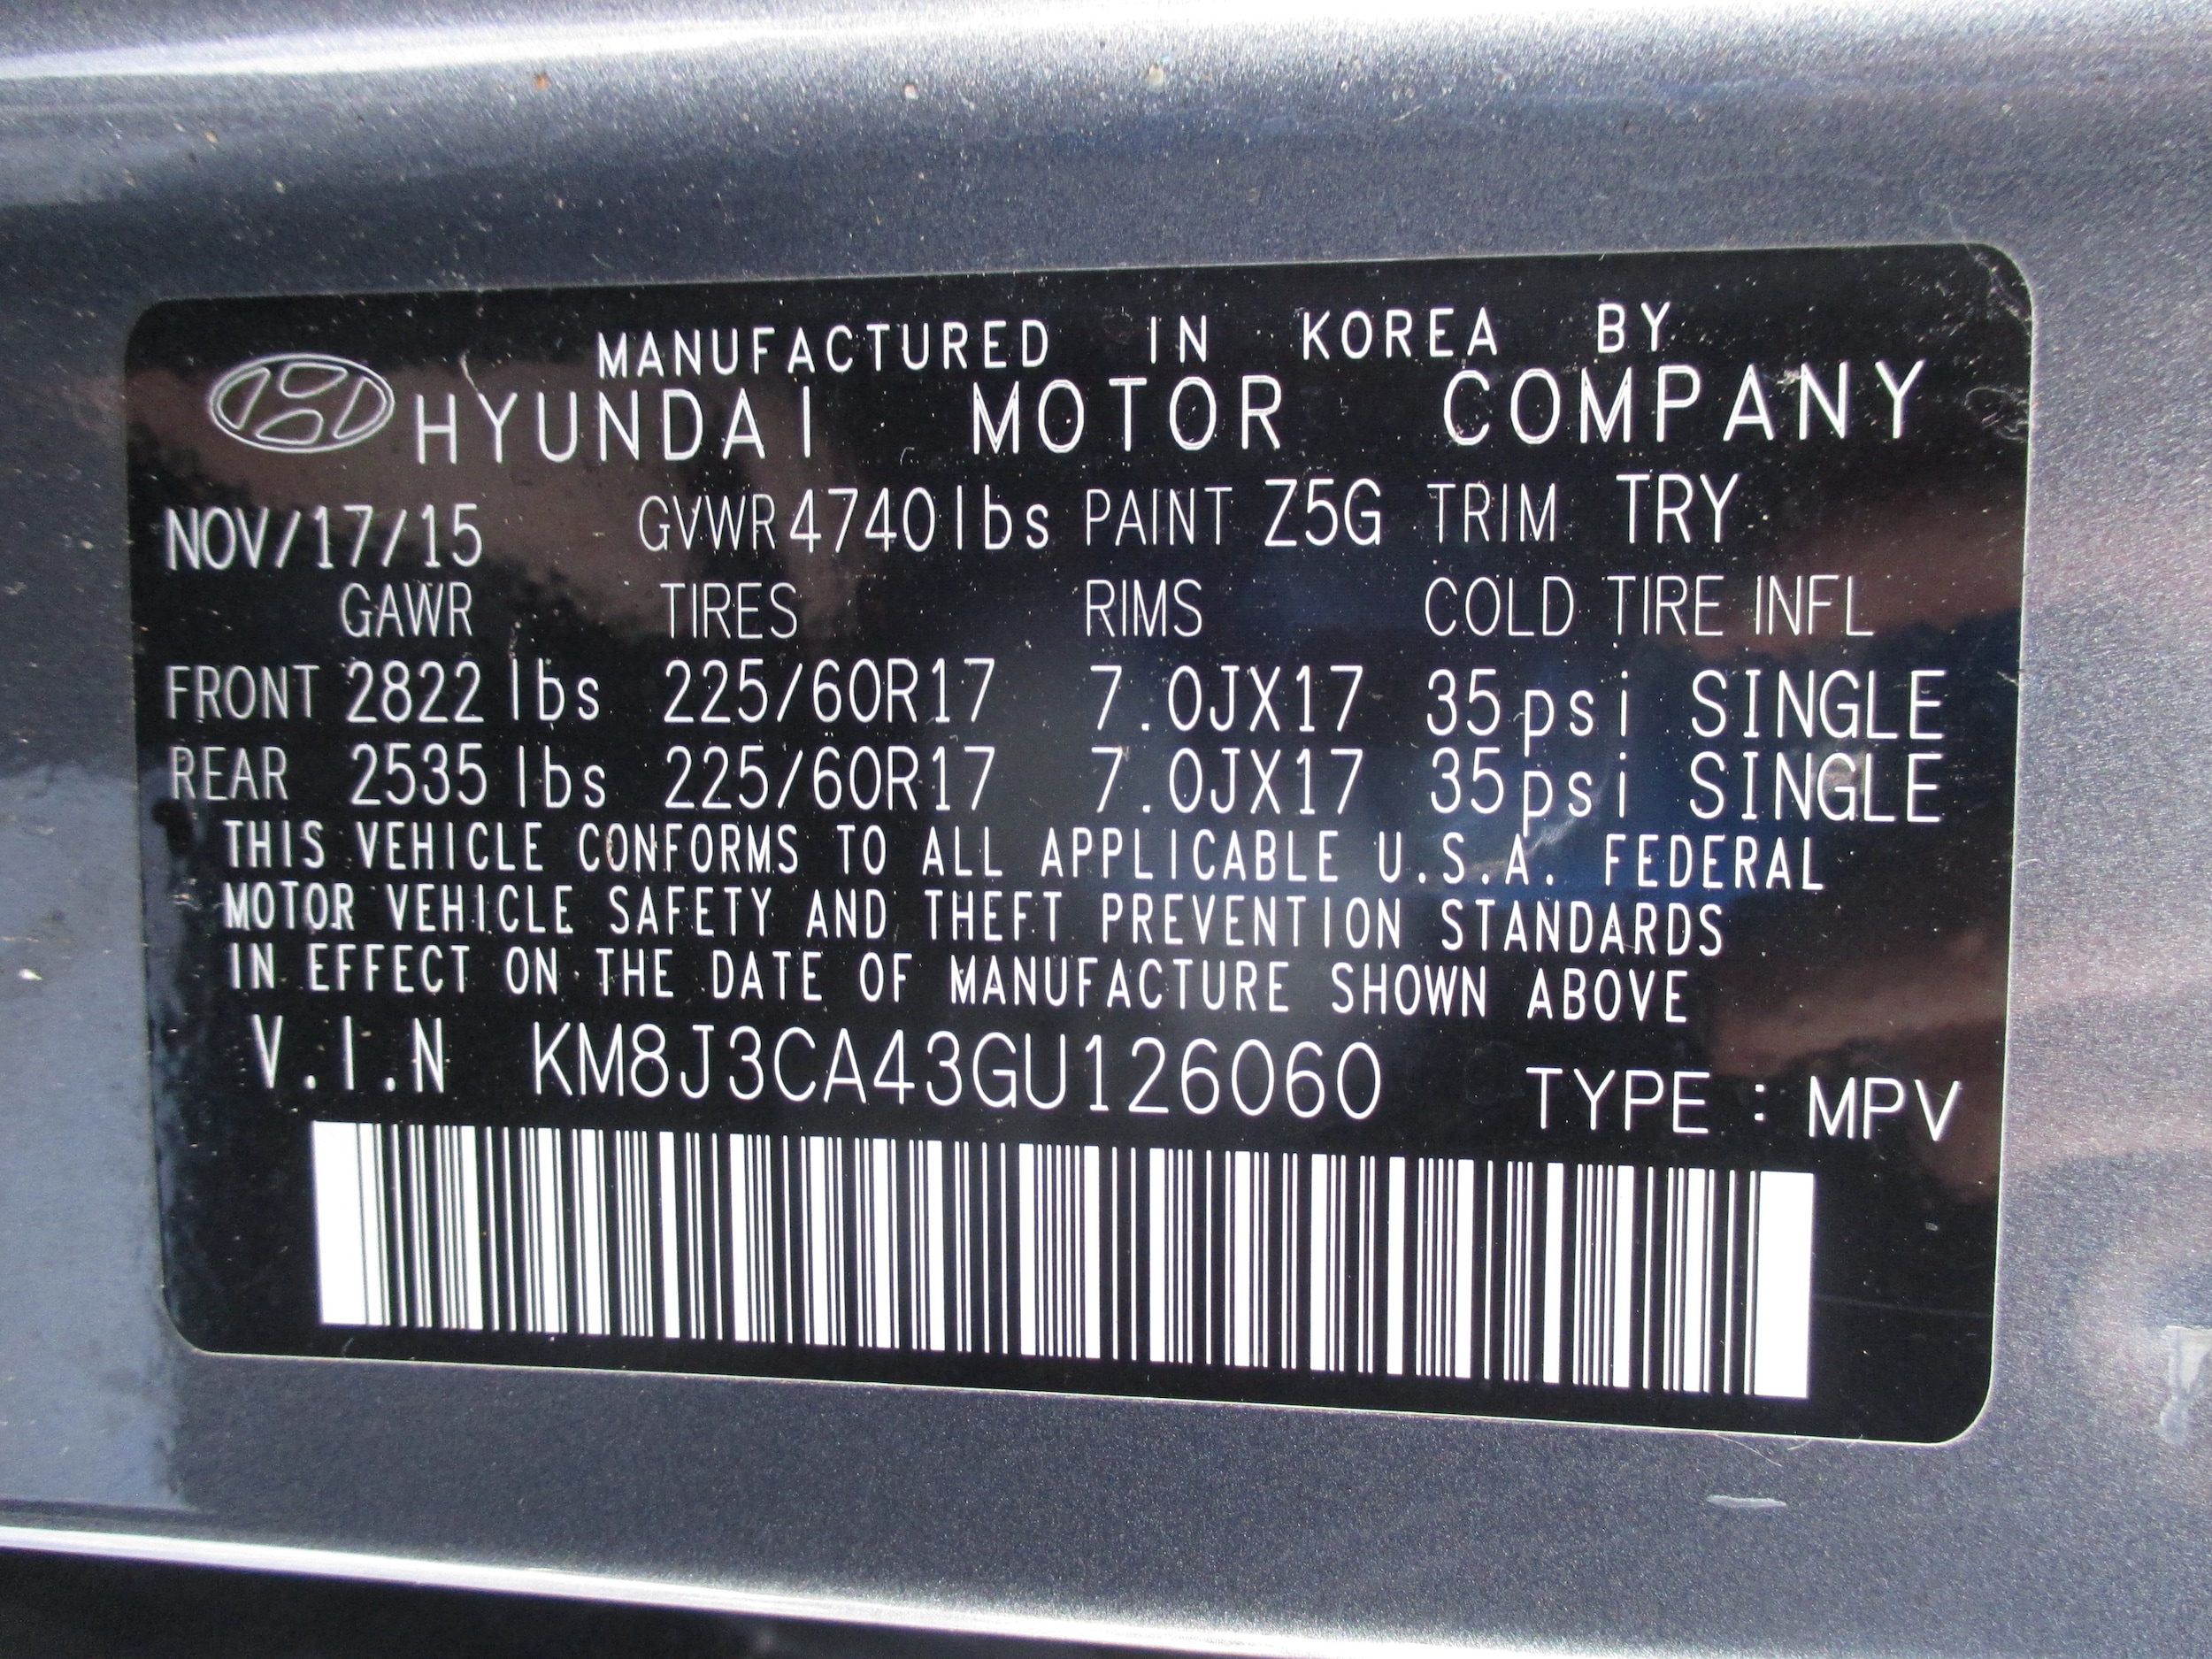 MANUFACTURED IN KOREA BY
HYUNDAI MOTOR COMPANY
NOV/17/15 GVWR 4740lbs PAINT Z5G TRIM TRY
GAWR TIRES RIMS COLD TIRE INFL
FRONT 2822 lbs 225/60R17 7.0JX17 35psi SINGLE
REAR 2535 lbs 225/60R17 7.0JX17 35psi SINGLE
THIS VEHICLE CONFORMS TO ALL APPLICABLE U.S.A. FEDERAL
MOTOR VEHICLE SAFETY AND THEFT PREVENTION STANDARDS
IN EFFECT ON THE DATE OF MANUFACTURE SHOWN ABOVE
V.I.N KM8J3CA43GU126060 TYPE : MPV